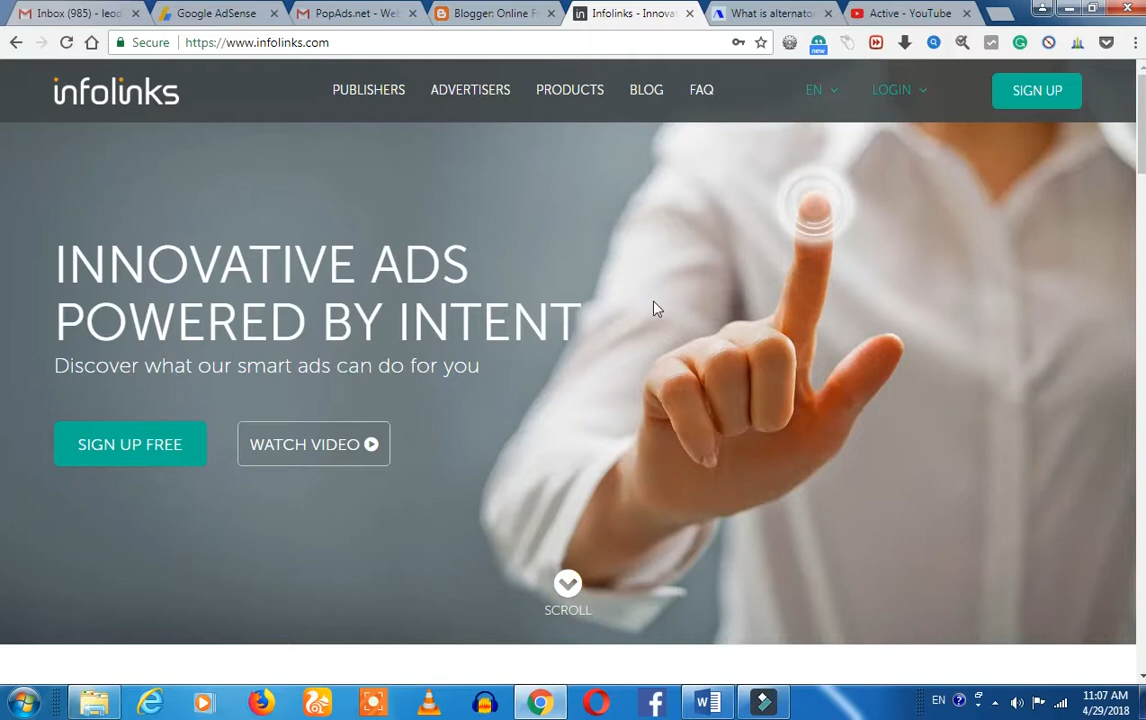 Inbox (985) - leod
Google AdSense
PopAds.net - Web
Blogger: Online F
Infolinks - Innova
What is alternato
Active - YouTube
Secure
https://www.infolinks.com
new
infolinks
PUBLISHERS
ADVERTISERS
PRODUCTS
BLOG
FAQ
EN
LOGIN
SIGN UP
INNOVATIVE ADS
POWERED BY INTENT
Discover what our smart ads can do for you
SIGN UP FREE
WATCH VIDEO
SCROLL
EN
11:07 AM
4/29/2018